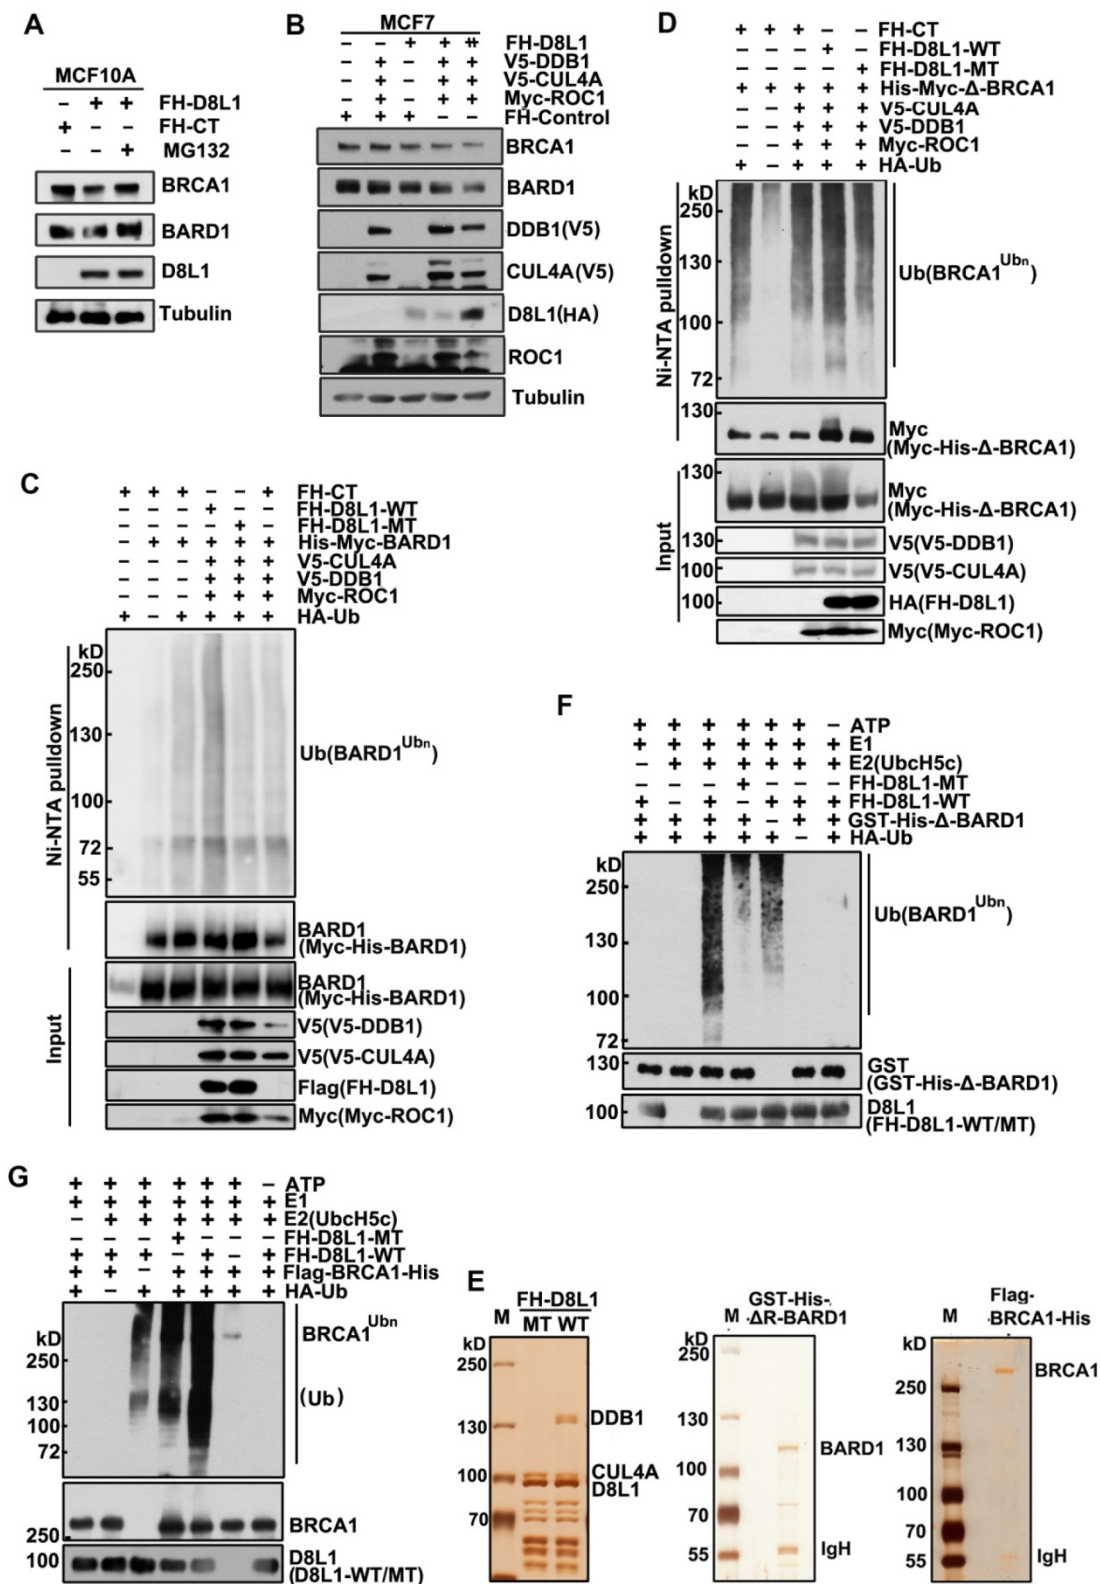 A
MCF10A
– + + FH-D8L1
+ – – FH-CT
– – + MG132
BRCA1
BARD1
D8L1
Tubulin
B
MCF7
– – + + ++ FH-D8L1
– + – + + V5-DDB1
– + – + + V5-CUL4A
– + – + + Myc-ROC1
+ + + – – FH-Control
BRCA1
BARD1
DDB1(V5)
CUL4A(V5)
D8L1(HA)
ROC1
Tubulin
D
+ + + – – FH-CT
– – – + – FH-D8L1-WT
– – – – + FH-D8L1-MT
+ + + + + His-Myc-Δ-BRCA1
– – + + + V5-CUL4A
– – + + + V5-DDB1
– – + + + Myc-ROC1
+ – + + + HA-Ub
Ni-NTA pulldown
kD
250
130
100
72
Ub(BRCA1Ubn)
130
Myc
(Myc-His-Δ-BRCA1)
Input
130
Myc
(Myc-His-Δ-BRCA1)
130 V5(V5-DDB1)
100 V5(V5-CUL4A)
100 HA(FH-D8L1)
Myc(Myc-ROC1)
C
+ + + – – + FH-CT
– – – + – – FH-D8L1-WT
– – – – + – FH-D8L1-MT
– + + + + + His-Myc-BARD1
– – – + + + V5-CUL4A
– – – + + + V5-DDB1
– – – + + + Myc-ROC1
+ – + + + + HA-Ub
Ni-NTA pulldown
kD
250
130
100
72
55
Ub(BARD1Ubn)
BARD1
(Myc-His-BARD1)
Input
BARD1
(Myc-His-BARD1)
V5(V5-DDB1)
V5(V5-CUL4A)
Flag(FH-D8L1)
Myc(Myc-ROC1)
F
+ + + + + + – ATP
+ + + + + + + E1
– + + + + + + E2(UbcH5c)
– – – + – – – FH-D8L1-MT
+ – + – + + + FH-D8L1-WT
+ + + + – + + GST-His-Δ-BARD1
+ + + + + – + HA-Ub
kD
250
130
100
72
Ub(BARD1Ubn)
130
GST
(GST-His-Δ-BARD1)
100
D8L1
(FH-D8L1-WT/MT)
G
+ + + + + + – ATP
+ + + + + + + E1
– + + + + + + E2(UbcH5c)
– – – + – – – FH-D8L1-MT
+ + + – + – + FH-D8L1-WT
+ + – + + + + Flag-BRCA1-His
+ – + + + + + HA-Ub
kD
250
130
100
72
BRCA1Ubn
(Ub)
250
BRCA1
100
D8L1
(D8L1-WT/MT)
E
FH-D8L1
M MT WT
kD
250
130
100
70
DDB1
CUL4A
D8L1
GST-His-
M ΔR-BARD1
kD
250
130
100
70
55
BARD1
IgH
Flag-
M BRCA1-His
kD
250
130
100
70
55
BRCA1
IgH